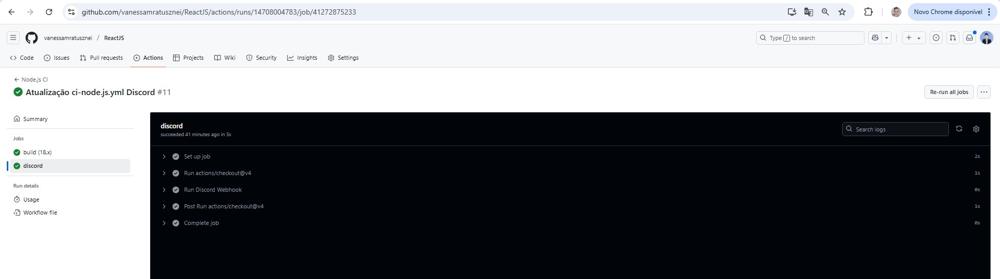 github.com/vanessamratusznei/ReactJS/actions/runs/14708004783/job/41272875233
Novo Chrome disponível
vanessamratusznei / ReactJS
Type / to search
Code Issues Pull requests Actions Projects Wiki Security Insights Settings
Node.js CI
Atualização ci-node.js.yml Discord #11
Re-run all jobs
Summary
Jobs
build (18.x)
discord
Run details
Usage
Workflow file
discord
succeeded 41 minutes ago in 5s
Search logs
Set up job 2s
Run actions/checkout@v4 1s
Run Discord Webhook 0s
Post Run actions/checkout@v4 1s
Complete job 0s